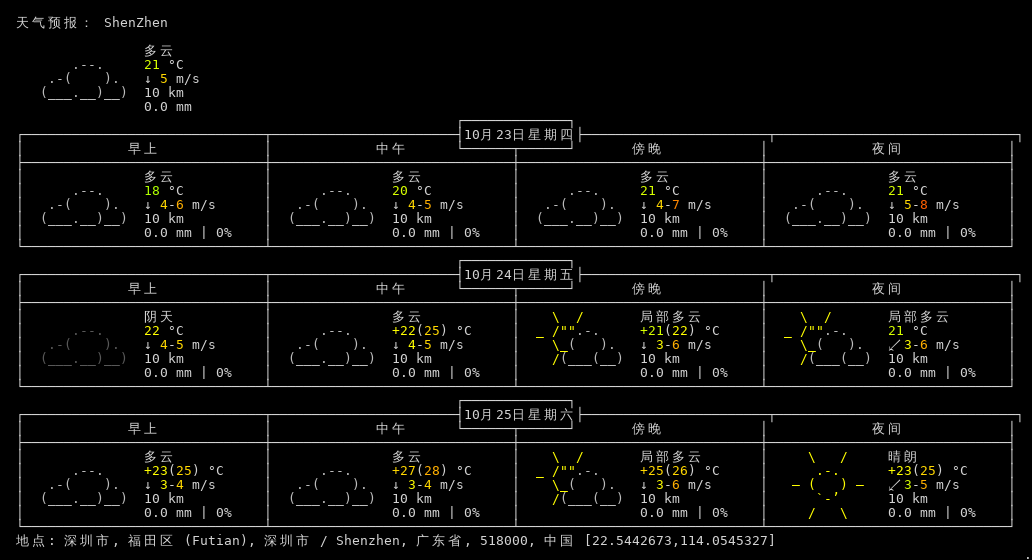 天气预报： ShenZhen
多云
21 °C
↓ 5 m/s
10 km
0.0 mm
10月23日星期四
早上 中午 傍晚 夜间
多云 多云 多云 多云
18 °C 20 °C 21 °C 21 °C
↓ 4-6 m/s ↓ 4-5 m/s ↓ 4-7 m/s ↓ 5-8 m/s
10 km 10 km 10 km 10 km
0.0 mm | 0% 0.0 mm | 0% 0.0 mm | 0% 0.0 mm | 0%
10月24日星期五
早上 中午 傍晚 夜间
阴天 多云 局部多云 局部多云
22 °C +22(25) °C +21(22) °C 21 °C
↓ 4-5 m/s ↓ 4-5 m/s ↓ 3-6 m/s ↙ 3-6 m/s
10 km 10 km 10 km 10 km
0.0 mm | 0% 0.0 mm | 0% 0.0 mm | 0% 0.0 mm | 0%
10月25日星期六
早上 中午 傍晚 夜间
多云 多云 局部多云 晴朗
+23(25) °C +27(28) °C +25(26) °C +23(25) °C
↓ 3-4 m/s ↓ 3-4 m/s ↓ 3-6 m/s ↙ 3-5 m/s
10 km 10 km 10 km 10 km
0.0 mm | 0% 0.0 mm | 0% 0.0 mm | 0% 0.0 mm | 0%
地点: 深圳市, 福田区 (Futian), 深圳市 / Shenzhen, 广东省, 518000, 中国 [22.5442673,114.0545327]